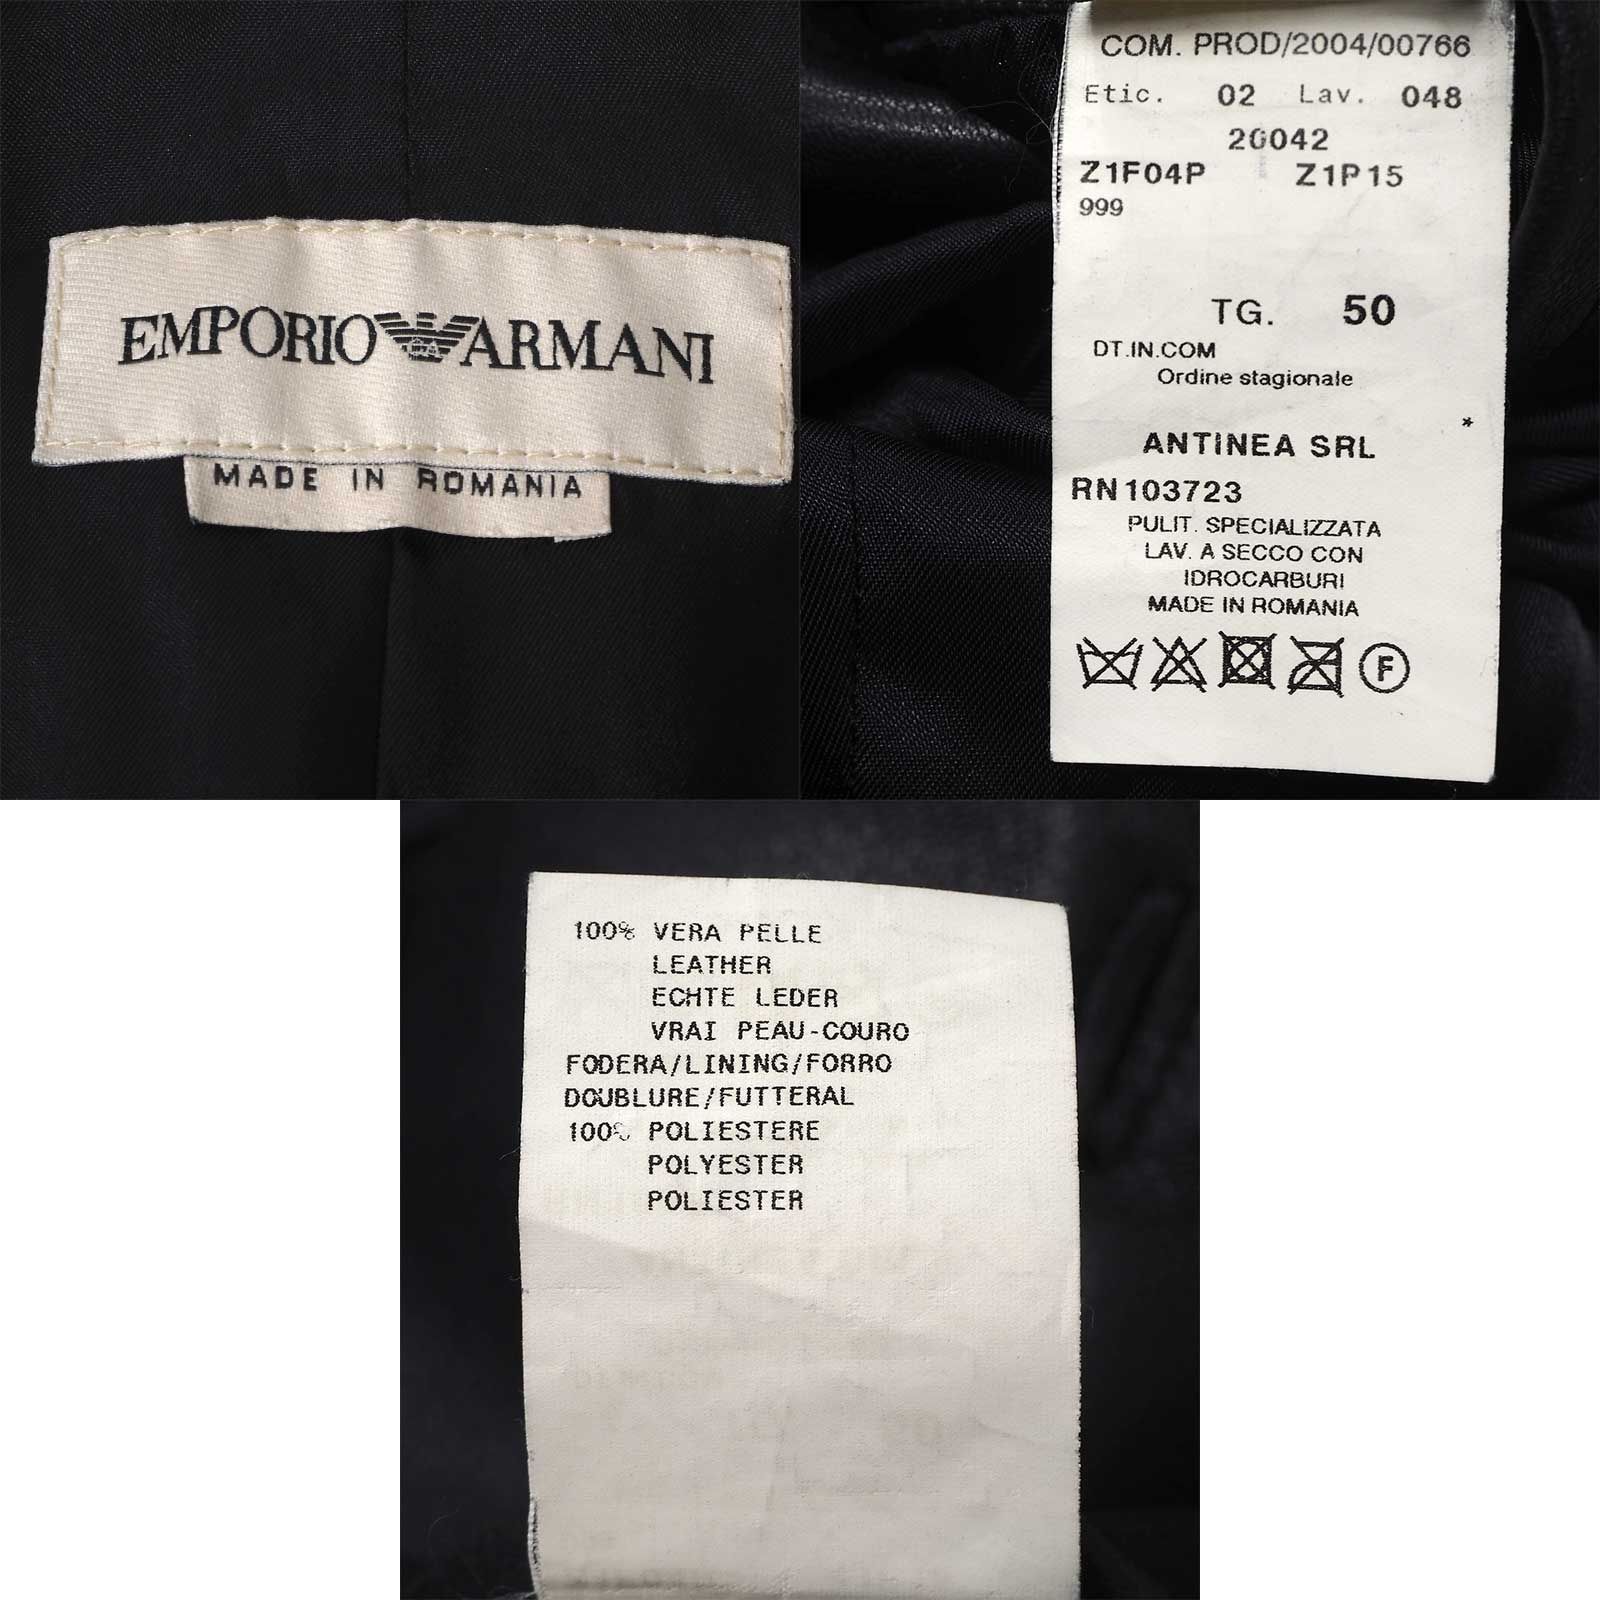 EMPORIO ARMANI
GA
MADE IN ROMANIA
COM. PROD/2004/00766
Etic. 02 Lav. 048
20042
Z1F04P Z1P15
999
TG. 50
DT.IN.COM
Ordine stagionale
*
ANTINEA SRL
RN103723
PULIT. SPECIALIZZATA
LAV. A SECCO CON
IDROCARBURI
MADE IN ROMANIA
F
100% VERA PELLE
LEATHER
ECHTE LEDER
VRAI PEAU-COURO
FODERA/LINING/FORRO
DOUBLURE/FUTTERAL
100% POLIESTERE
POLYESTER
POLIESTER